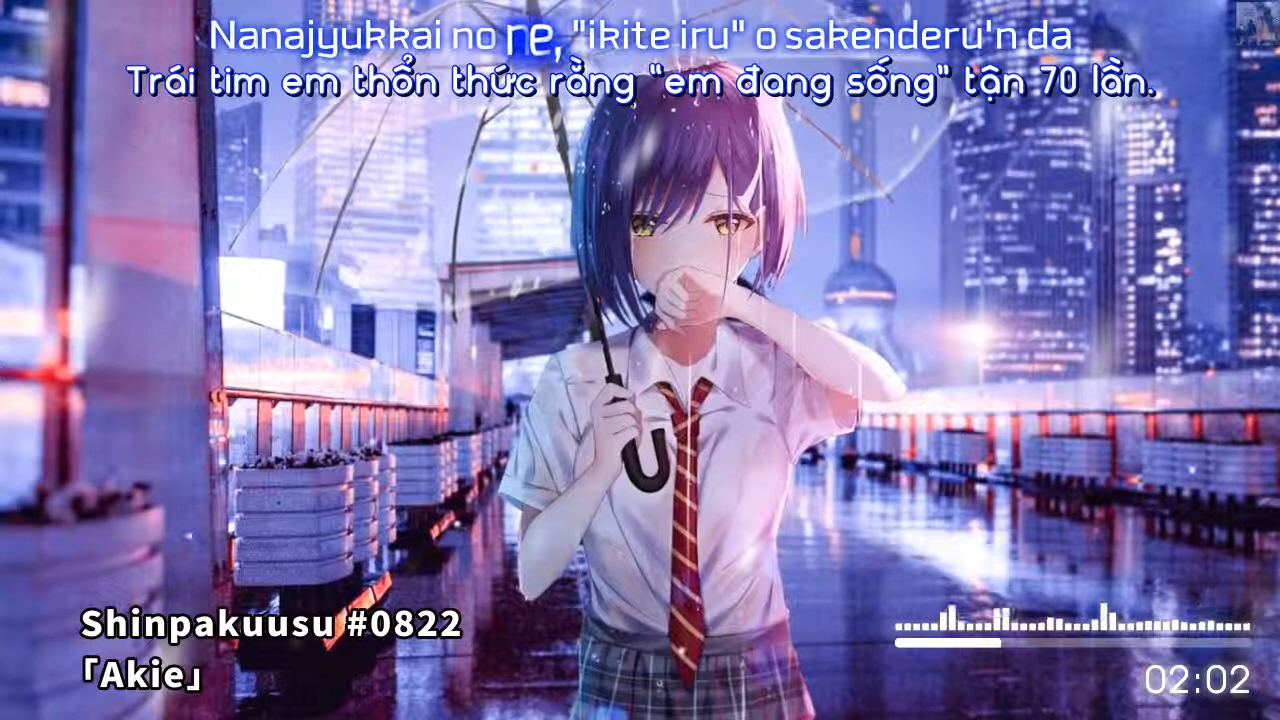 Nanajyukkai no ne, "ikite iru" o sakenderu'n da
Trái tim em thổn thức rằng "em đang sống" tận 70 lần.
Shinpakuusu #0822
「Akie」
02:02